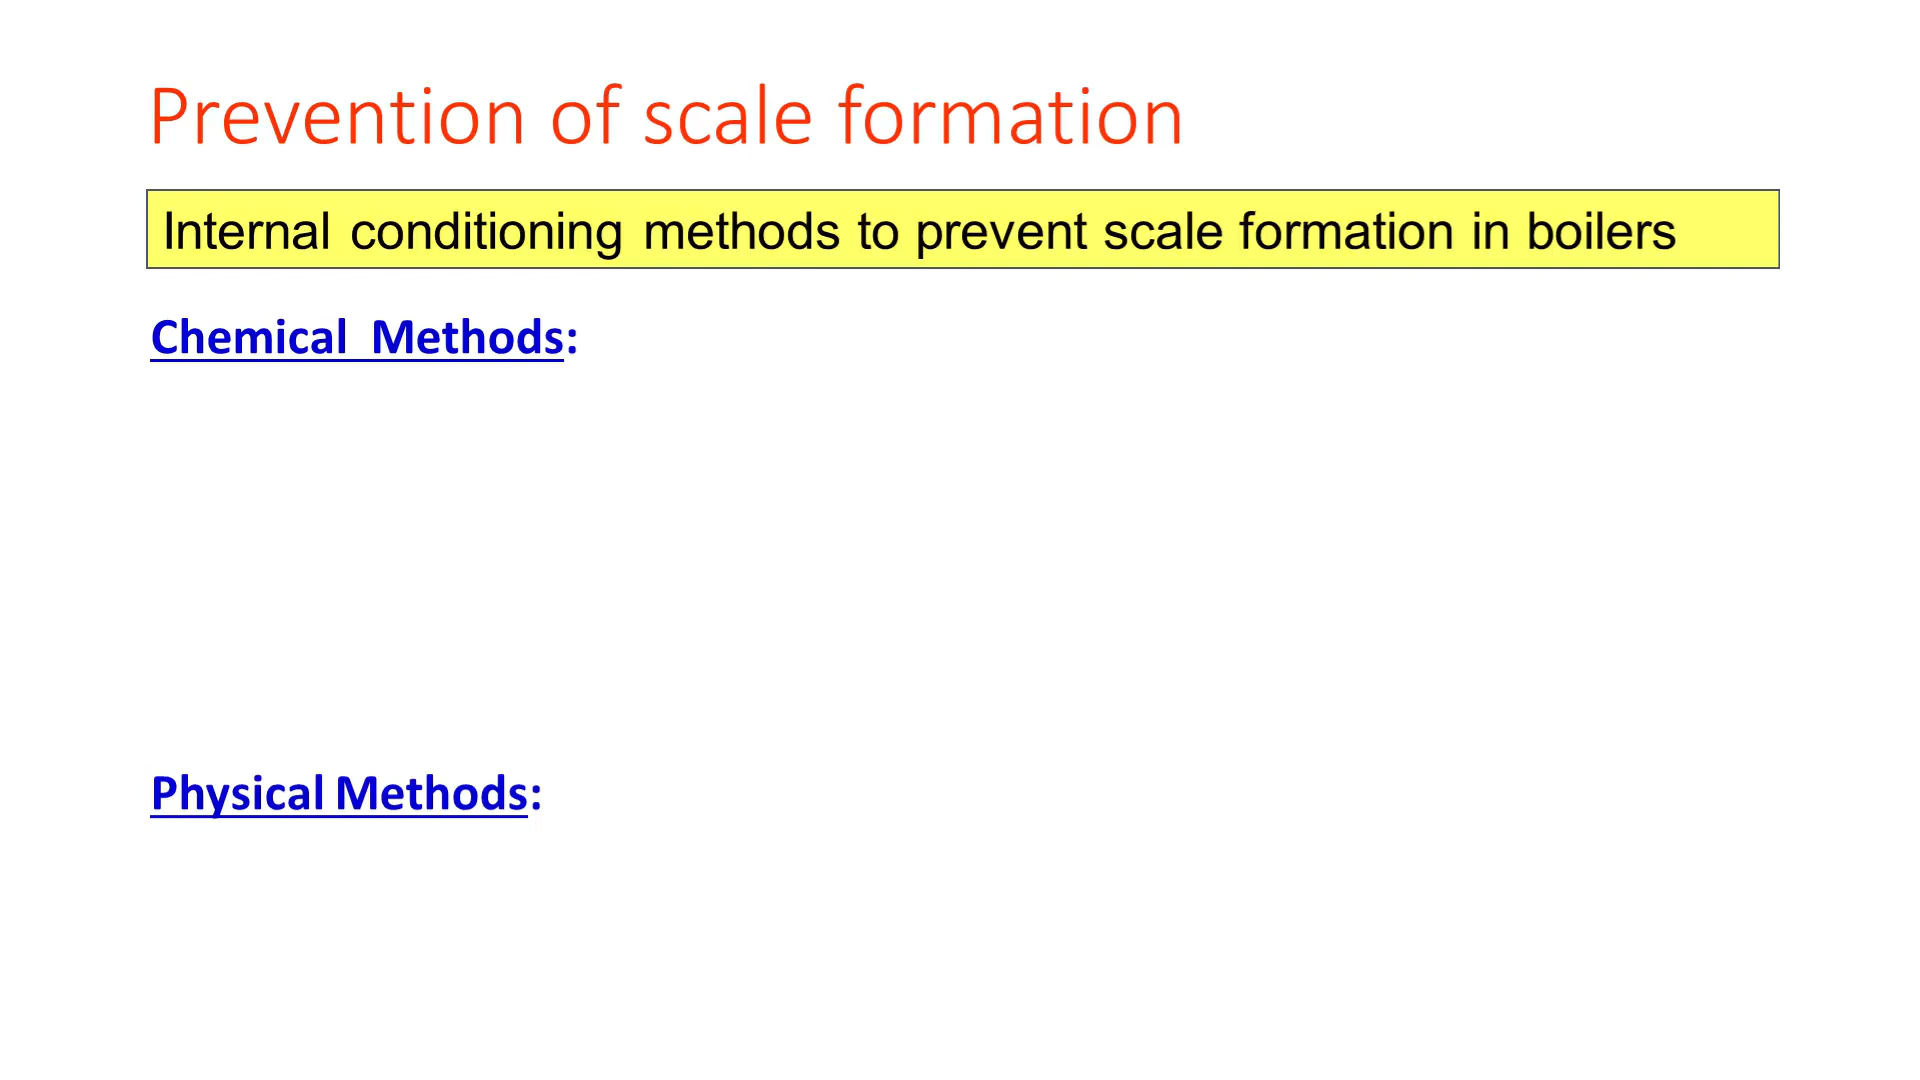 Prevention of scale formation
Internal conditioning methods to prevent scale formation in boilers
Chemical Methods:
Physical Methods: